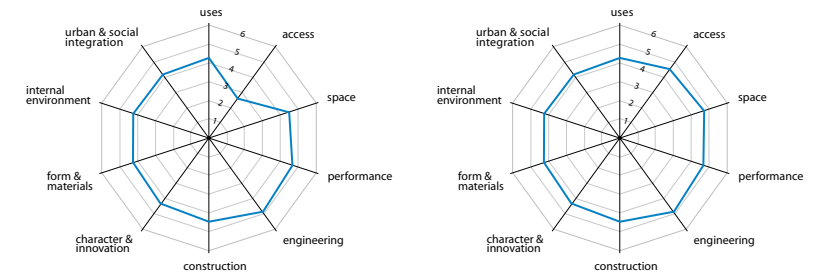 uses
urban & social
integration
access
6
5
4
3
2
1
internal
environment
space
form &
materials
performance
character &
innovation
engineering
construction
uses
urban & social
integration
access
6
5
4
3
2
1
internal
environment
space
form &
materials
performance
character &
innovation
engineering
construction